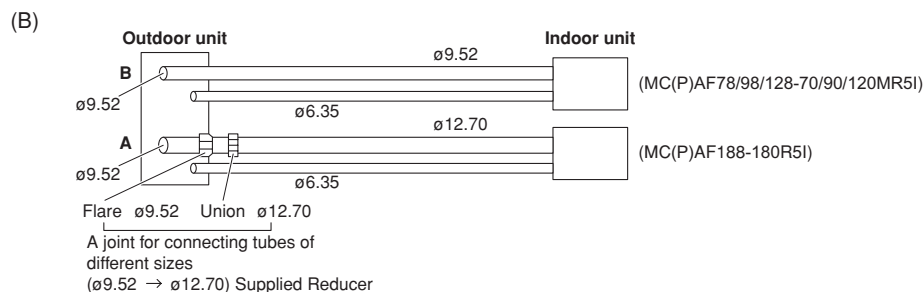 (B)
Outdoor unit
Indoor unit
B
ø9.52
(MC(P)AF78/98/128-70/90/120MR5I)
ø9.52
ø6.35
A
ø12.70
(MC(P)AF188-180R5I)
ø9.52
ø6.35
Flare ø9.52 Union ø12.70
A joint for connecting tubes of
different sizes
(ø9.52 → ø12.70) Supplied Reducer